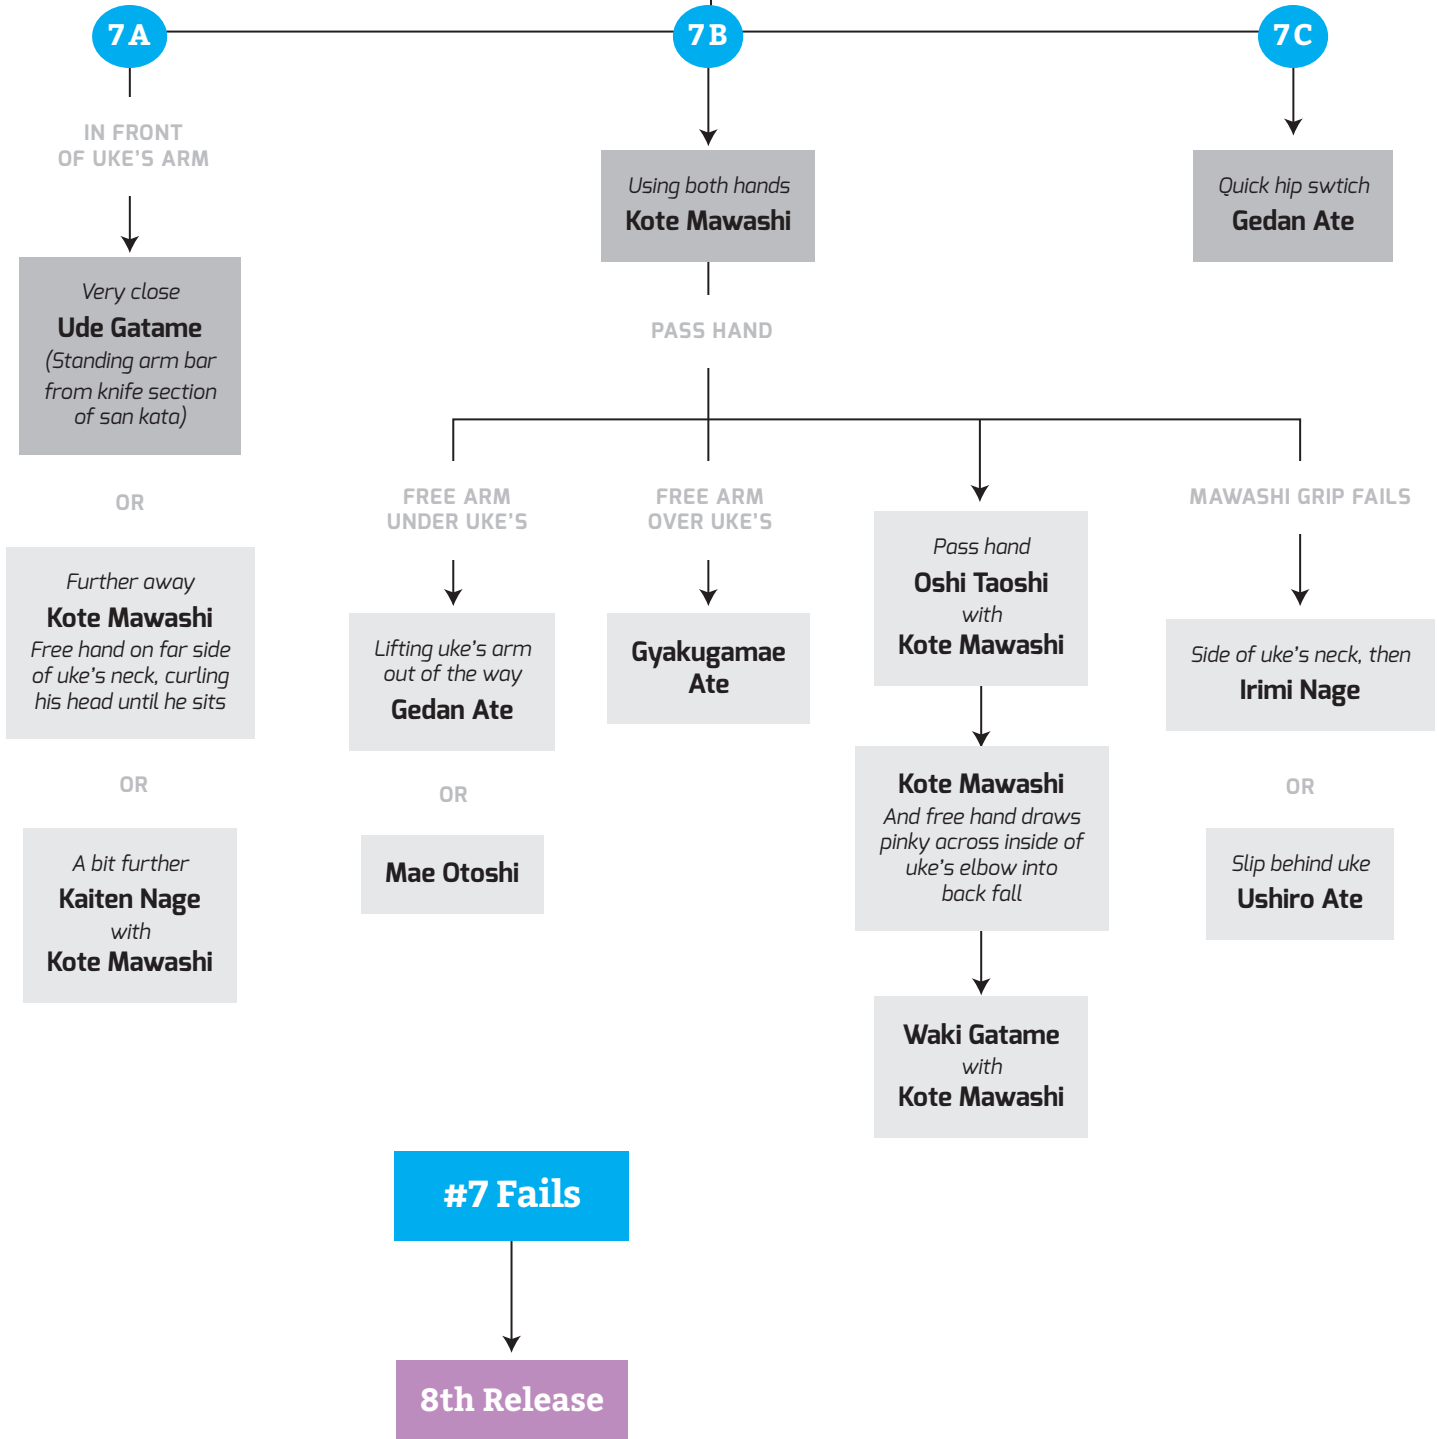 7A
7B
7C
IN FRONT
OF UKE'S ARM
Very close
Ude Gatame
(Standing arm bar
from knife section
of san kata)
OR
Further away
Kote Mawashi
Free hand on far side
of uke's neck, curling
his head until he sits
OR
A bit further
Kaiten Nage
with
Kote Mawashi
Using both hands
Kote Mawashi
PASS HAND
FREE ARM
UNDER UKE'S
Lifting uke's arm
out of the way
Gedan Ate
OR
Mae Otoshi
FREE ARM
OVER UKE'S
Gyakugamae
Ate
Pass hand
Oshi Taoshi
with
Kote Mawashi
Kote Mawashi
And free hand draws
pinky across inside of
uke's elbow into
back fall
Waki Gatame
with
Kote Mawashi
MAWASHI GRIP FAILS
Side of uke's neck, then
Irimi Nage
OR
Slip behind uke
Ushiro Ate
Quick hip swtich
Gedan Ate
#7 Fails
8th Release